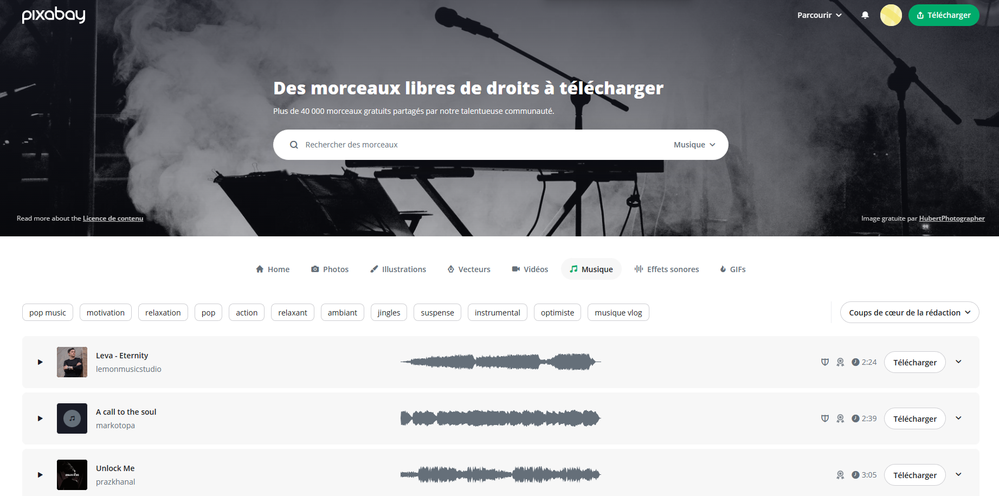 pixabay
Parcourir
Télécharger
Des morceaux libres de droits à télécharger
Plus de 40 000 morceaux gratuits partagés par notre talentueuse communauté.
Rechercher des morceaux
Musique
Read more about the Licence de contenu
Image gratuite par HubertPhotographer
Home Photos Illustrations Vecteurs Vidéos Musique Effets sonores GIFs
pop music motivation relaxation pop action relaxant ambiant jingles suspense instrumental optimiste musique vlog
Coups de cœur de la rédaction
Leva - Eternity
lemonmusicstudio
2:24
Télécharger
A call to the soul
markotopa
2:39
Télécharger
UNLOCK ME
Unlock Me
prazkhanal
3:05
Télécharger